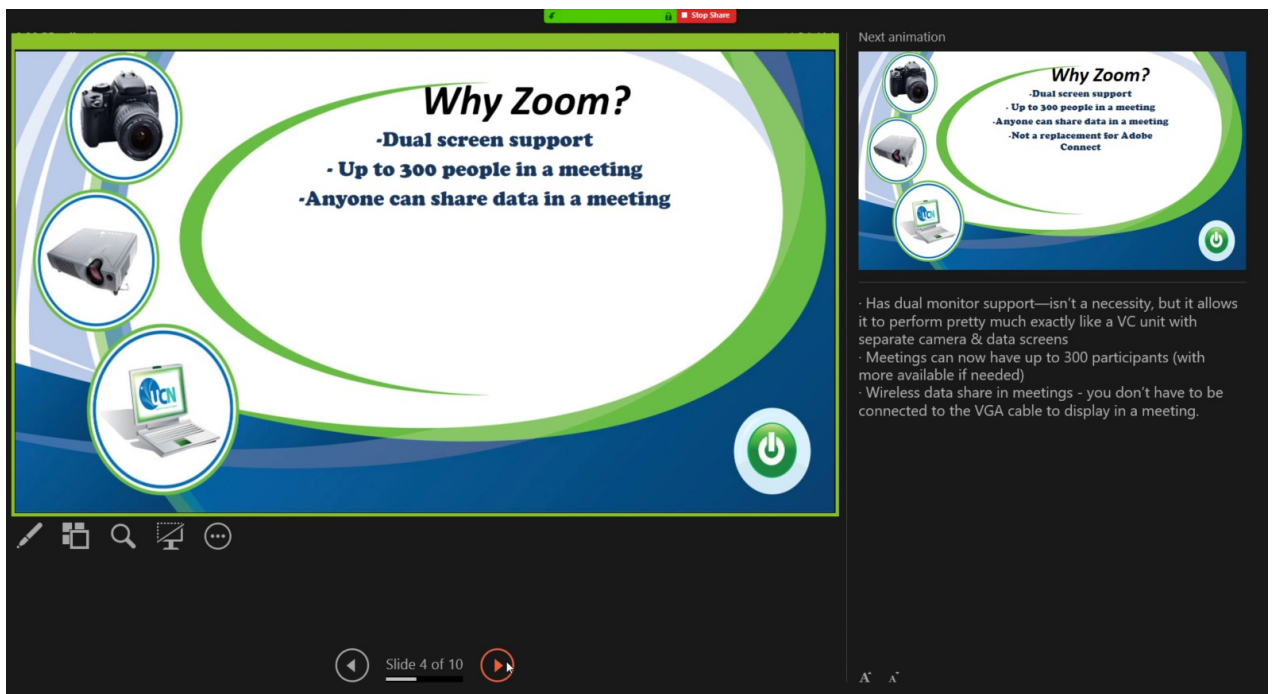 Stop Share
Next animation
Why Zoom?
-Dual screen support
- Up to 300 people in a meeting
-Anyone can share data in a meeting
UCN
Why Zoom?
-Dual screen support
- Up to 300 people in a meeting
-Anyone can share data in a meeting
-Not a replacement for Adobe
Connect
UCN
· Has dual monitor support—isn't a necessity, but it allows
it to perform pretty much exactly like a VC unit with
separate camera & data screens
· Meetings can now have up to 300 participants (with
more available if needed)
· Wireless data share in meetings - you don't have to be
connected to the VGA cable to display in a meeting.
Slide 4 of 10
A A